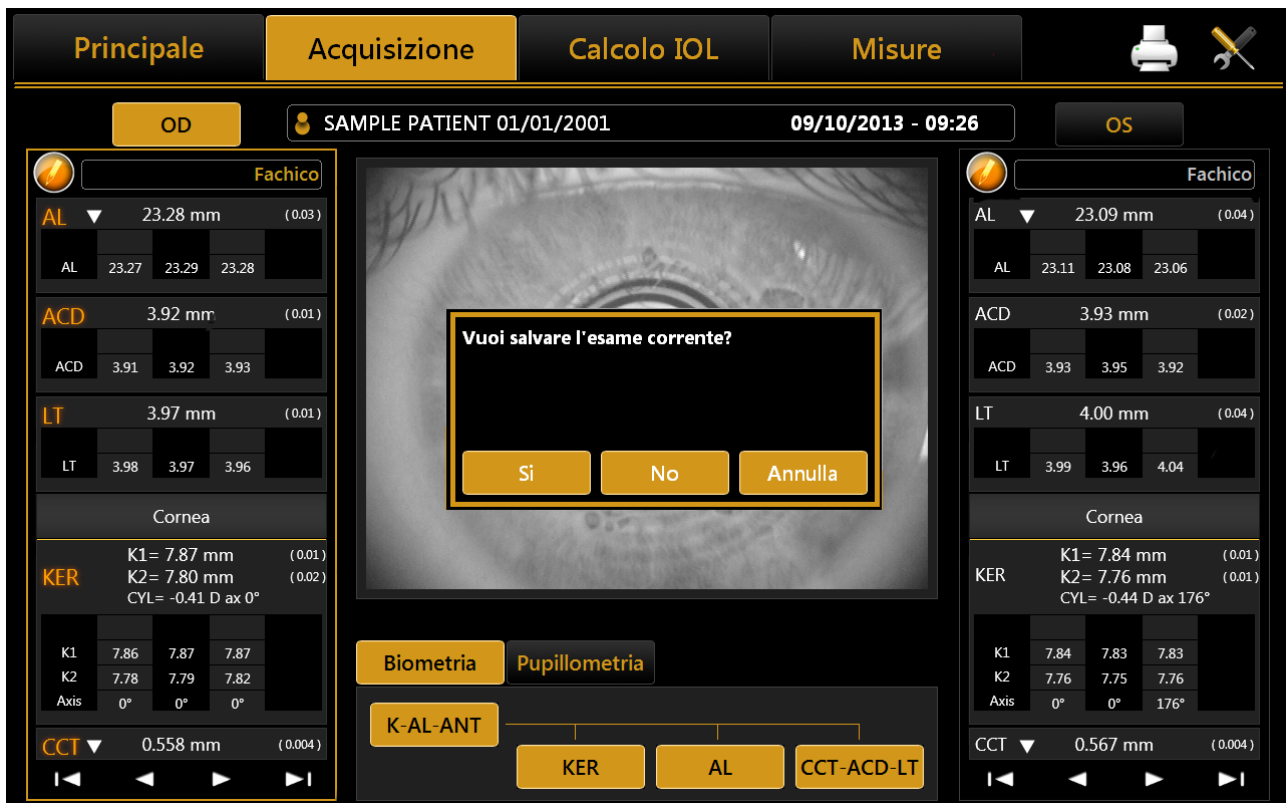 Principale
Acquisizione
Calcolo IOL
Misure
OD
SAMPLE PATIENT 01/01/2001 09/10/2013 - 09:26
OS
Fachico
AL 23.28 mm (0.03)
AL 23.27 23.29 23.28
ACD 3.92 mm (0.01)
ACD 3.91 3.92 3.93
LT 3.97 mm (0.01)
LT 3.98 3.97 3.96
Cornea
K1= 7.87 mm (0.01)
KER K2= 7.80 mm (0.02)
CYL= -0.41 D ax 0°
K1 7.86 7.87 7.87
K2 7.78 7.79 7.82
Axis 0° 0° 0°
CCT 0.558 mm (0.004)
Vuoi salvare l'esame corrente?
Si No Annulla
Biometria Pupillometria
K-AL-ANT
KER AL CCT-ACD-LT
Fachico
AL 23.09 mm (0.04)
AL 23.11 23.08 23.06
ACD 3.93 mm (0.02)
ACD 3.93 3.95 3.92
LT 4.00 mm (0.04)
LT 3.99 3.96 4.04
Cornea
K1= 7.84 mm (0.01)
KER K2= 7.76 mm (0.01)
CYL= -0.44 D ax 176°
K1 7.84 7.83 7.83
K2 7.76 7.75 7.76
Axis 0° 0° 176°
CCT 0.567 mm (0.004)